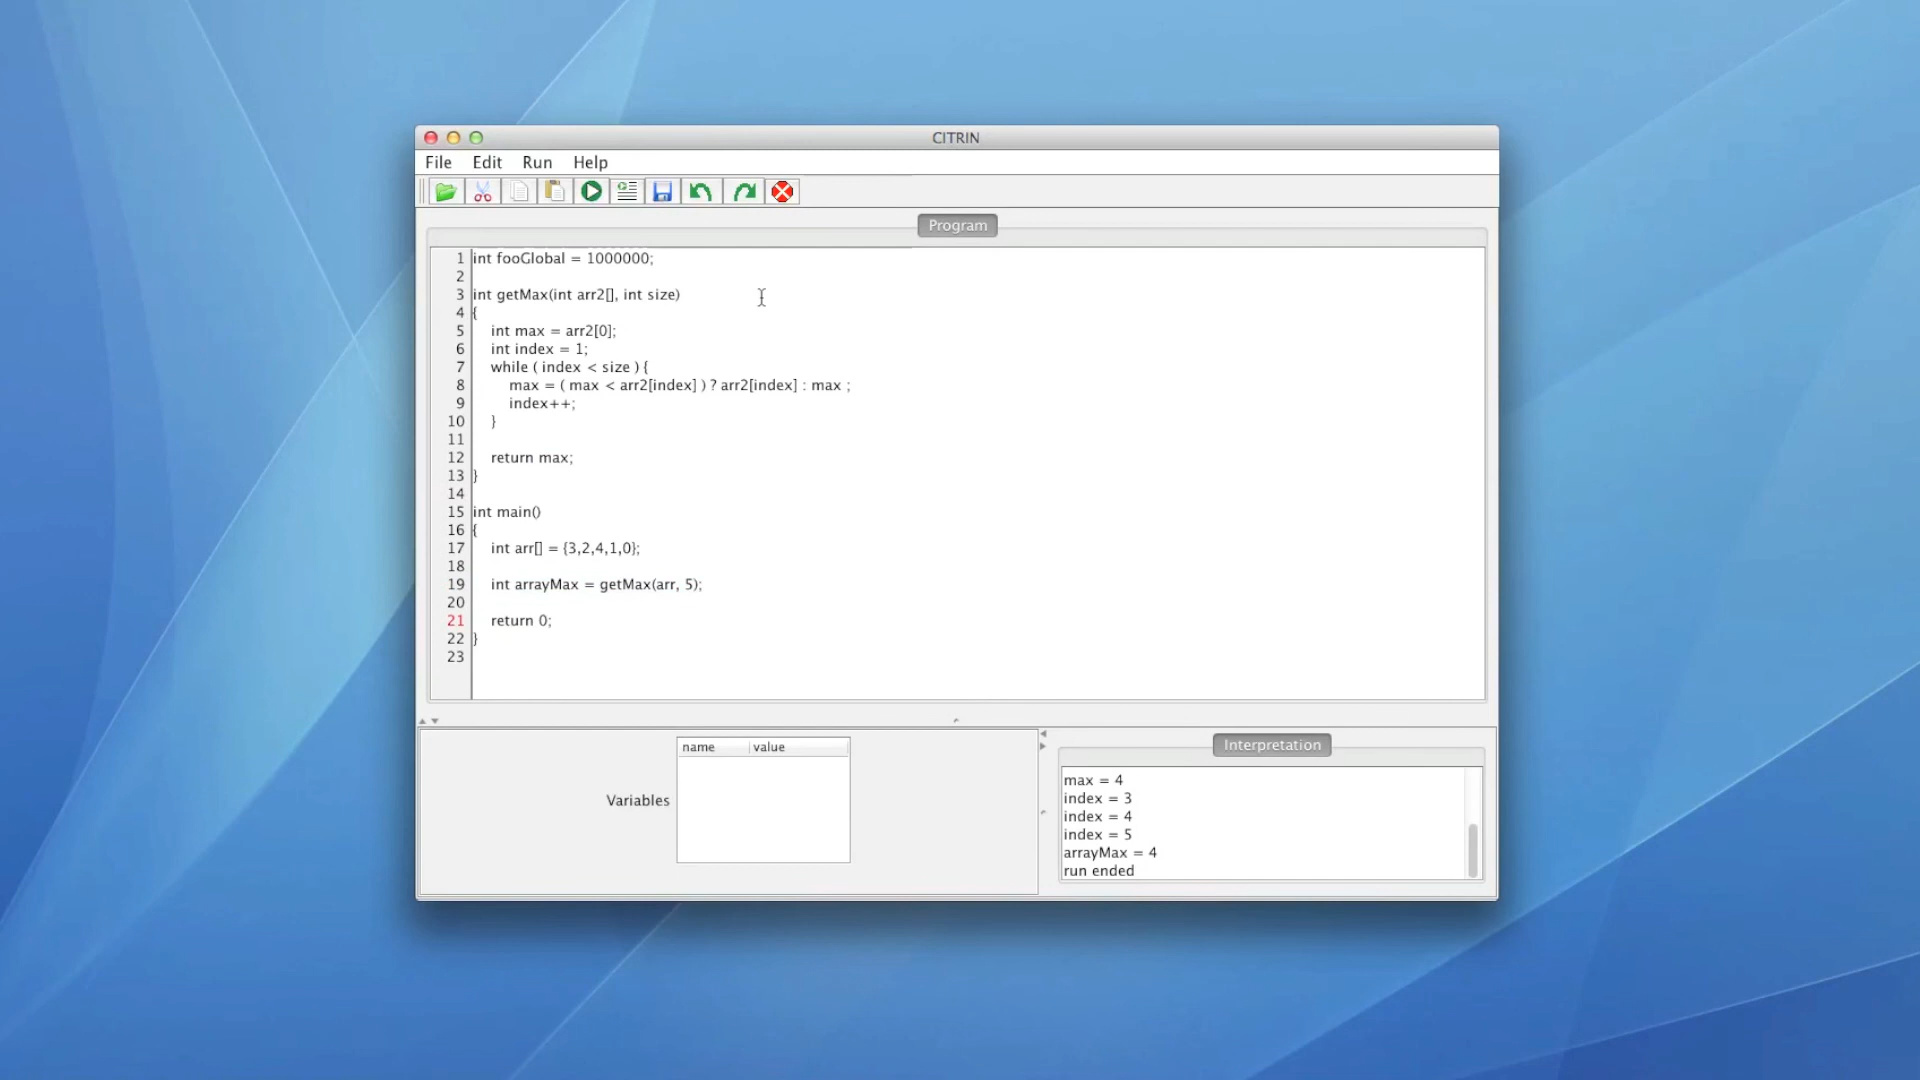 CITRIN
File Edit Run Help
Program
1 int fooGlobal = 1000000;
2
3 int getMax(int arr2[], int size)
4 {
5 int max = arr2[0];
6 int index = 1;
7 while ( index < size ) {
8 max = ( max < arr2[index] ) ? arr2[index] : max ;
9 index++;
10 }
11
12 return max;
13 }
14
15 int main()
16 {
17 int arr[] = {3,2,4,1,0};
18
19 int arrayMax = getMax(arr, 5);
20
21 return 0;
22 }
23
name value
Variables
Interpretation
max = 4
index = 3
index = 4
index = 5
arrayMax = 4
run ended